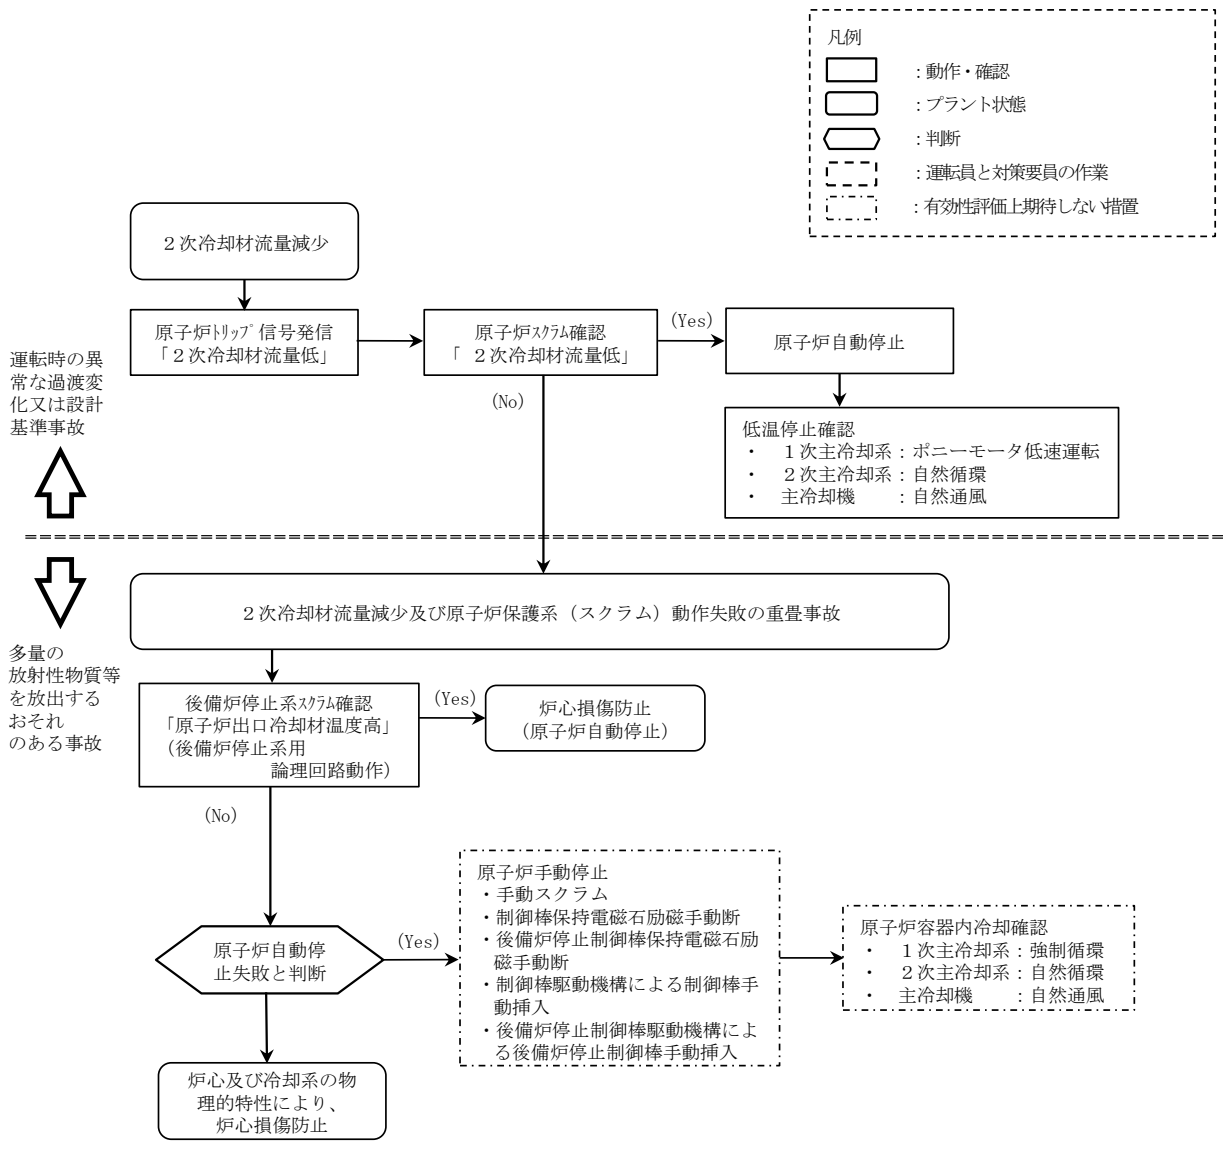 凡例
：動作・確認
：プラント状態
：判断
：運転員と対策要員の作業
：有効性評価上期待しない措置
２次冷却材流量減少
原子炉ﾄﾘｯﾌﾟ信号発信
「２次冷却材流量低」
原子炉ｽｸﾗﾑ確認
「 ２次冷却材流量低」
(Yes)
原子炉自動停止
(No)
低温停止確認
・ １次主冷却系：ポニーモータ低速運転
・ ２次主冷却系：自然循環
・ 主冷却機 ：自然通風
運転時の異
常な過渡変
化又は設計
基準事故
２次冷却材流量減少及び原子炉保護系（スクラム）動作失敗の重畳事故
多量の
放射性物質等
を放出する
おそれ
のある事故
後備炉停止系ｽｸﾗﾑ確認
「原子炉出口冷却材温度高」
（後備炉停止系用
論理回路動作）
(Yes)
炉心損傷防止
（原子炉自動停止）
(No)
原子炉自動停
止失敗と判断
(Yes)
原子炉手動停止
・手動スクラム
・制御棒保持電磁石励磁手動断
・後備炉停止制御棒保持電磁石励
磁手動断
・制御棒駆動機構による制御棒手
動挿入
・後備炉停止制御棒駆動機構によ
る後備炉停止制御棒手動挿入
原子炉容器内冷却確認
・ １次主冷却系：強制循環
・ ２次主冷却系：自然循環
・ 主冷却機 ：自然通風
炉心及び冷却系の物
理的特性により、
炉心損傷防止